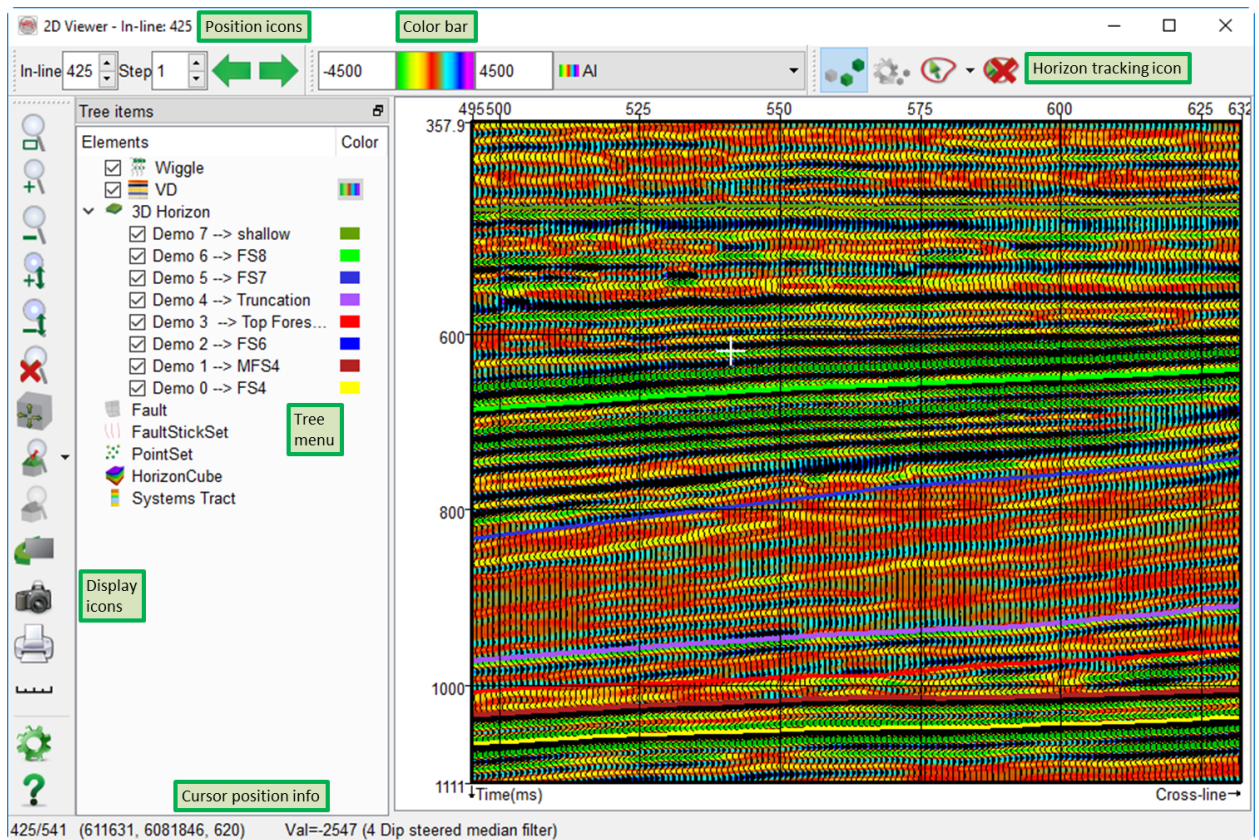 2D Viewer - In-line: 425
Position icons
Color bar
In-line 425 Step 1
-4500
4500
AI
Horizon tracking icon
Tree items
Elements Color
Wiggle
VD
3D Horizon
Demo 7 --> shallow
Demo 6 --> FS8
Demo 5 --> FS7
Demo 4 --> Truncation
Demo 3 --> Top Fores...
Demo 2 --> FS6
Demo 1 --> MFS4
Demo 0 --> FS4
Fault
FaultStickSet
PointSet
HorizonCube
Systems Tract
Tree
menu
Display
icons
Cursor position info
495500 525 550 575 600 625 632
357.9
600
800
1000
1111
Time(ms)
Cross-line
425/541 (611631, 6081846, 620) Val=-2547 (4 Dip steered median filter)